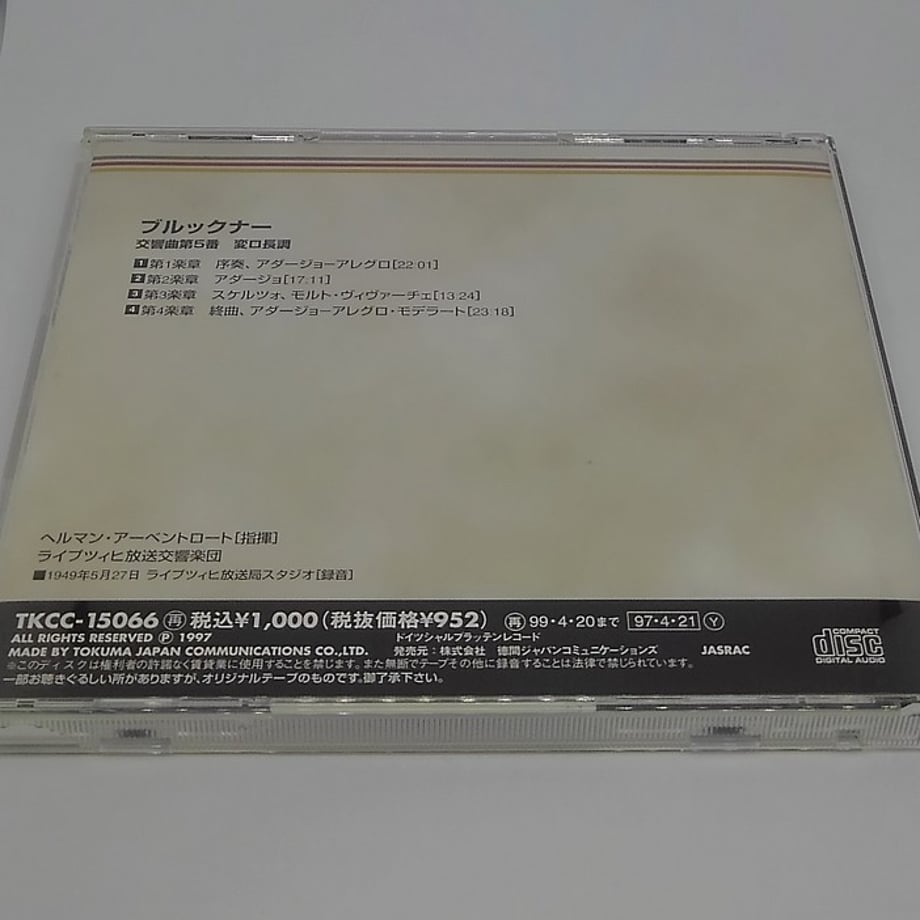 ブルックナー
交響曲第5番 変ロ長調
1 第1楽章 序奏、アダージョーアレグロ[22:01]
2 第2楽章 アダージョ[17:11]
3 第3楽章 スケルツォ、モルト・ヴィヴァーチェ[13:24]
4 第4楽章 終曲、アダージョーアレグロ・モデラート[23:18]
ヘルマン・アーベントロート[指揮]
ライプツィヒ放送交響楽団
■1949年5月27日 ライプツィヒ放送局スタジオ[録音]
TKCC-15066 ㊢ 税込¥1,000(税抜価格¥952) 再 99・4・20まで 97・4・21 Y
ALL RIGHTS RESERVED Ⓟ 1997 ドイツシャルプラッテンレコード
MADE BY TOKUMA JAPAN COMMUNICATIONS CO.,LTD. 発売元:株式会社 徳間ジャパンコミュニケーションズ JASRAC
※このディスクは権利者の許諾なく賃貸業に使用することを禁じます。また無断でテープその他に録音することは法律で禁じられています。
一部お聴きぐるしい所がありますが、オリジナルテープのものです。御了承下さい。
COMPACT
disc
DIGITAL AUDIO